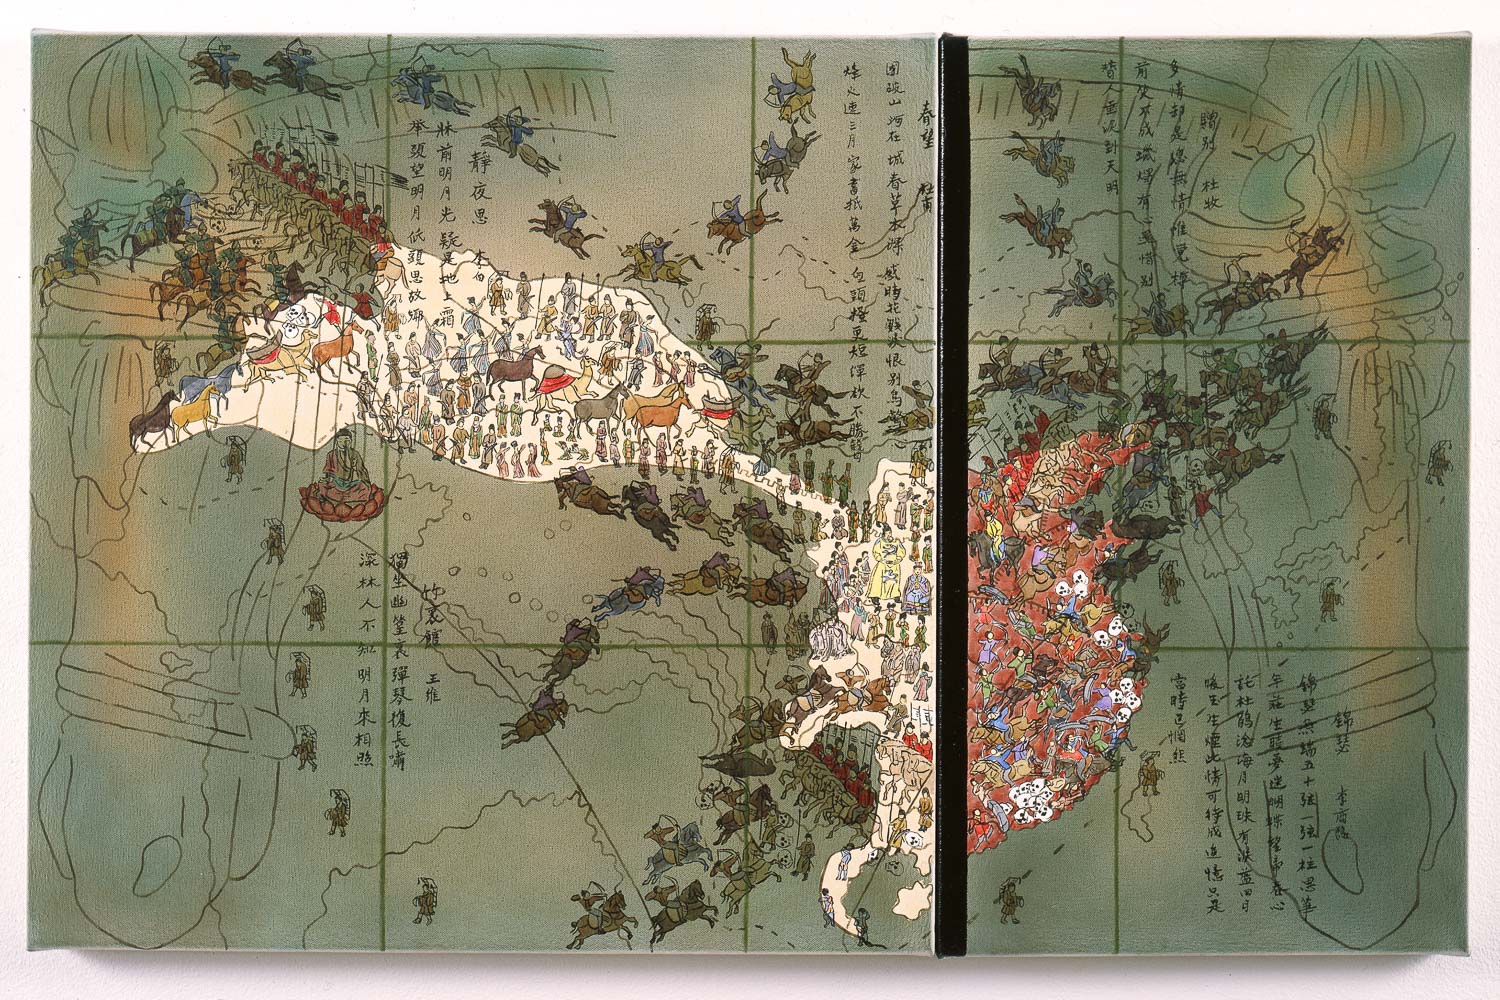 贈別 杜牧
多情却是總無情惟覺樽
前笑不成蠟燭有心還惜別
替人垂淚到天明
春望 杜甫
國破山河在城春草木深感時花濺淚恨別鳥驚
烽火連三月家書抵萬金白頭搔更短渾欲不勝簪
靜夜思 李白
牀前明月光疑是地上霜
舉頭望明月低頭思故鄉
錦瑟 李商隱
錦瑟無端五十弦一弦一柱思華
年莊生曉夢迷蝴蝶望帝春心
託杜鵑滄海月明珠有淚藍田日
暖玉生煙此情可待成追憶只是
當時已惘然
竹裏館 王維
獨坐幽篁裏彈琴復長嘯
深林人不知明月來相照